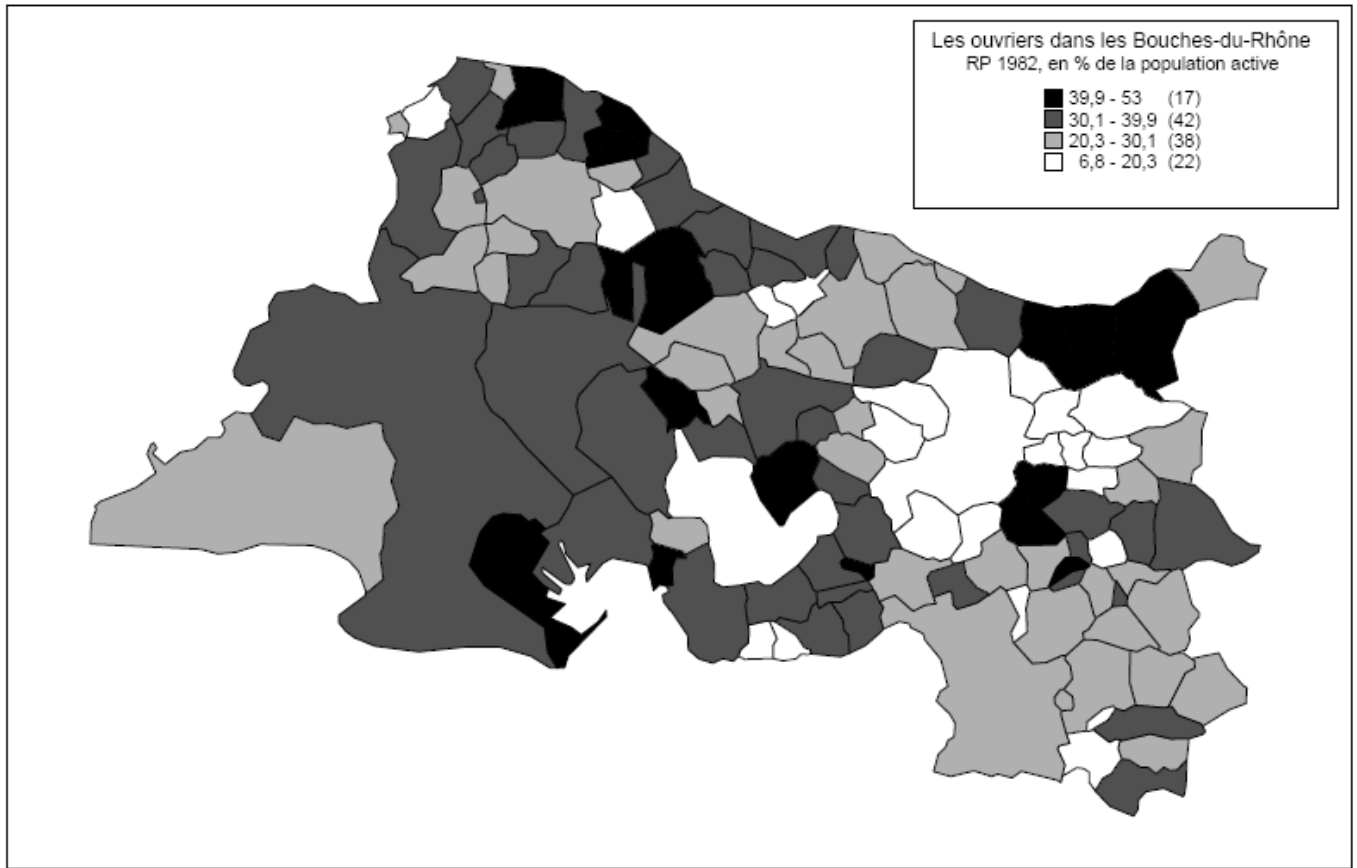 Les ouvriers dans les Bouches-du-Rhône
RP 1982, en % de la population active
39,9 - 53 (17)
30,1 - 39,9 (42)
20,3 - 30,1 (38)
6,8 - 20,3 (22)